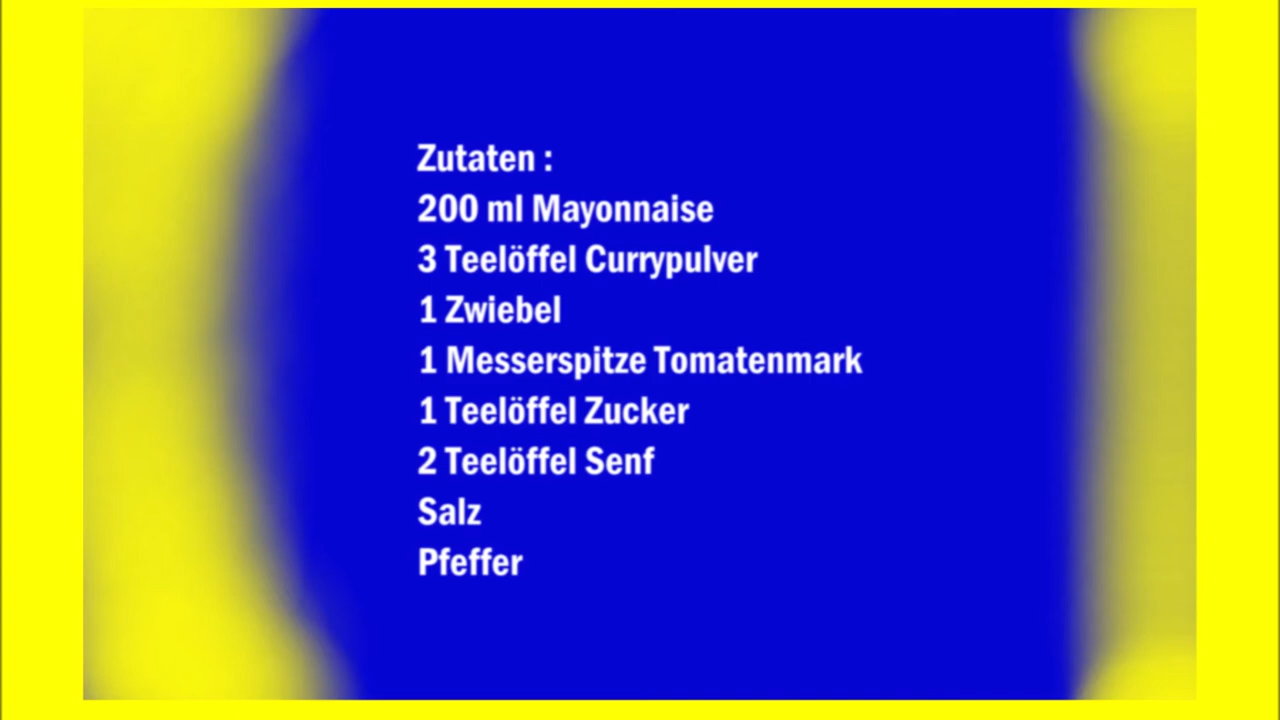 Zutaten :
200 ml Mayonnaise
3 Teelöffel Currypulver
1 Zwiebel
1 Messerspitze Tomatenmark
1 Teelöffel Zucker
2 Teelöffel Senf
Salz
Pfeffer